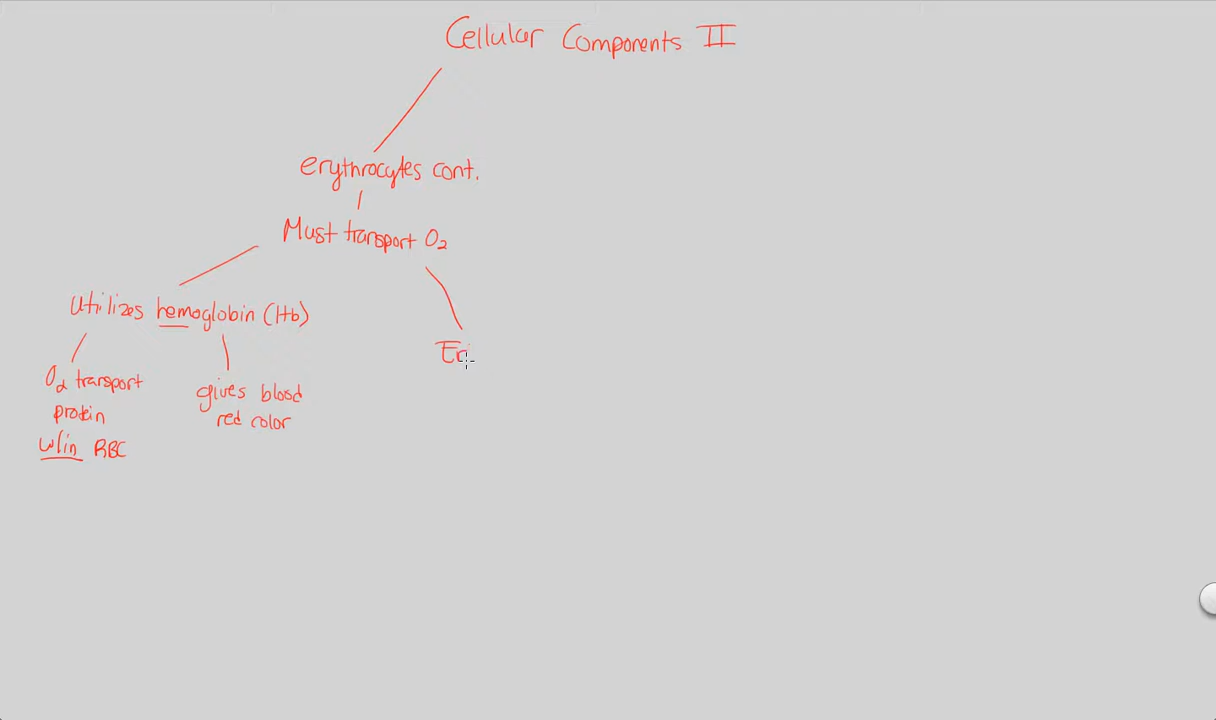 Cellular Components II
erythrocytes cont.
Must transport O2
Utilizes hemoglobin (Hb)
O2 transport
protein
w/in RBC
gives blood
red color